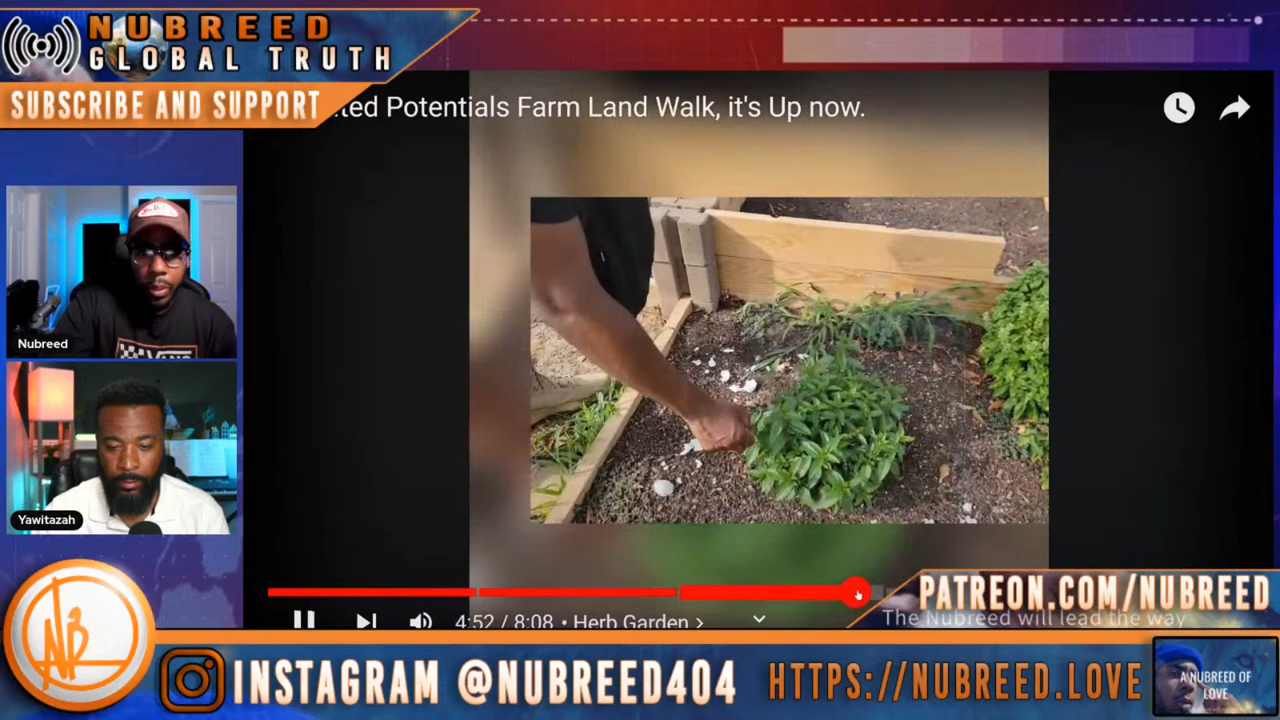 NUBREED
GLOBAL TRUTH
SUBSCRIBE AND SUPPORT
ted Potentials Farm Land Walk, it's Up now.
Nubreed
VANS
Yawitazah
4:52 / 8:08 • Herb Garden >
PATREON.COM/NUBREED
The Nubreed will lead the way
NB
INSTAGRAM @NUBREED404
HTTPS://NUBREED.LOVE
A NUBREED OF
LOVE